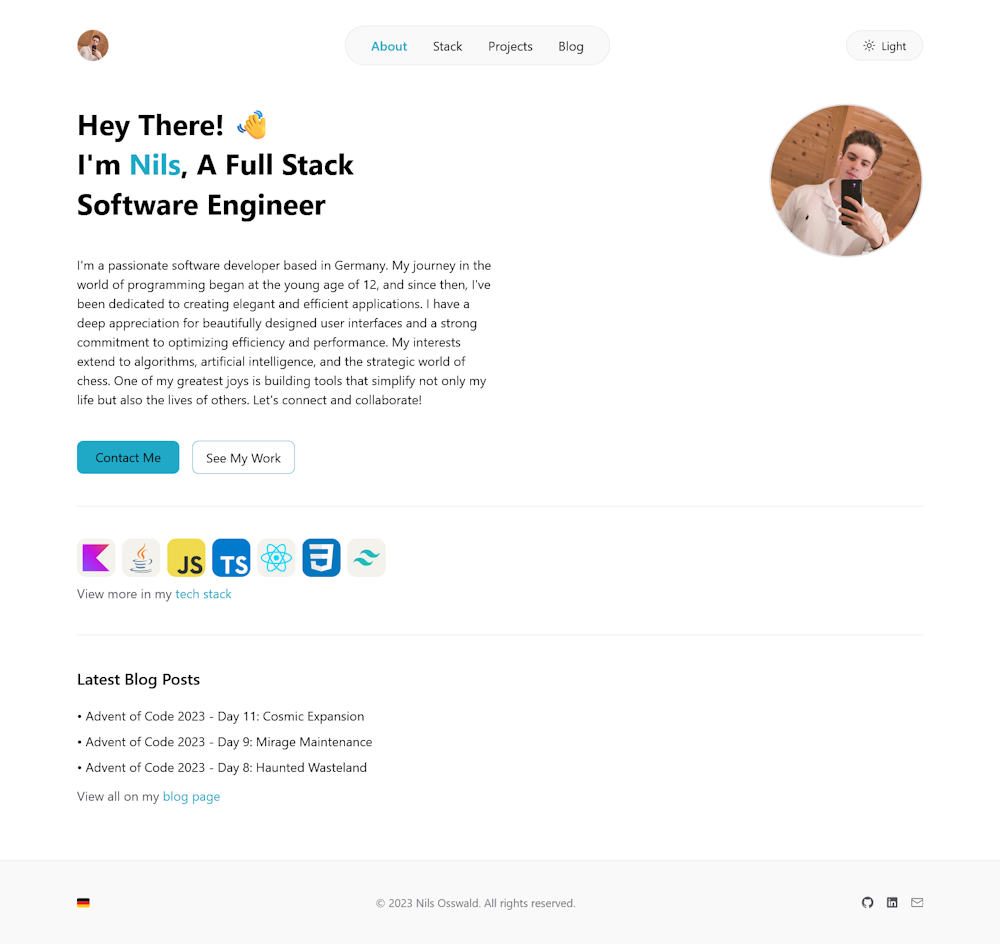 About Stack Projects Blog
Light
Hey There! 👋
I'm Nils, A Full Stack
Software Engineer
I'm a passionate software developer based in Germany. My journey in the
world of programming began at the young age of 12, and since then, I've
been dedicated to creating elegant and efficient applications. I have a
deep appreciation for beautifully designed user interfaces and a strong
commitment to optimizing efficiency and performance. My interests
extend to algorithms, artificial intelligence, and the strategic world of
chess. One of my greatest joys is building tools that simplify not only my
life but also the lives of others. Let's connect and collaborate!
Contact Me
See My Work
JS
TS
3
View more in my tech stack
Latest Blog Posts
• Advent of Code 2023 - Day 11: Cosmic Expansion
• Advent of Code 2023 - Day 9: Mirage Maintenance
• Advent of Code 2023 - Day 8: Haunted Wasteland
View all on my blog page
© 2023 Nils Osswald. All rights reserved.
in